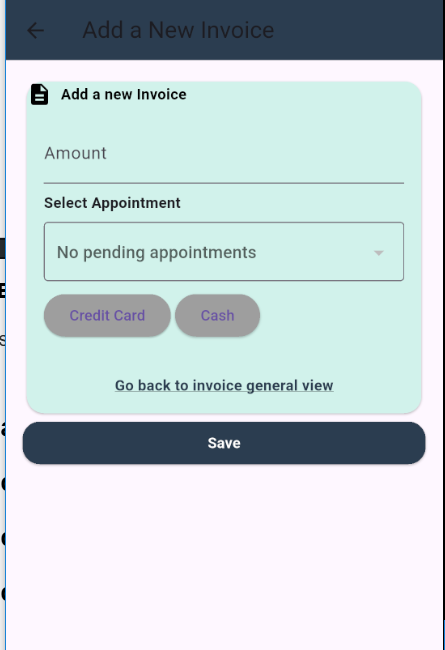 Add a New Invoice
Add a new Invoice
Amount
Select Appointment
No pending appointments
Credit Card Cash
Go back to invoice general view
Save